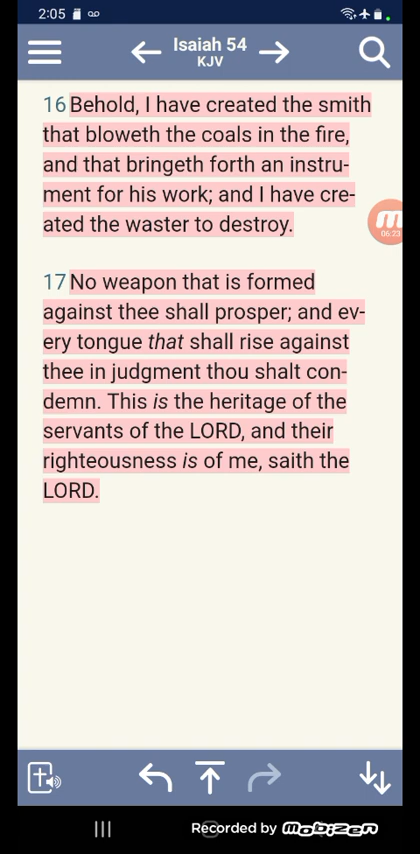 2:05
Isaiah 54
KJV
16 Behold, I have created the smith
that bloweth the coals in the fire,
and that bringeth forth an instru-
ment for his work; and I have cre-
ated the waster to destroy.
06:23
17 No weapon that is formed
against thee shall prosper; and ev-
ery tongue that shall rise against
thee in judgment thou shalt con-
demn. This is the heritage of the
servants of the LORD, and their
righteousness is of me, saith the
LORD.
Recorded by mobizen